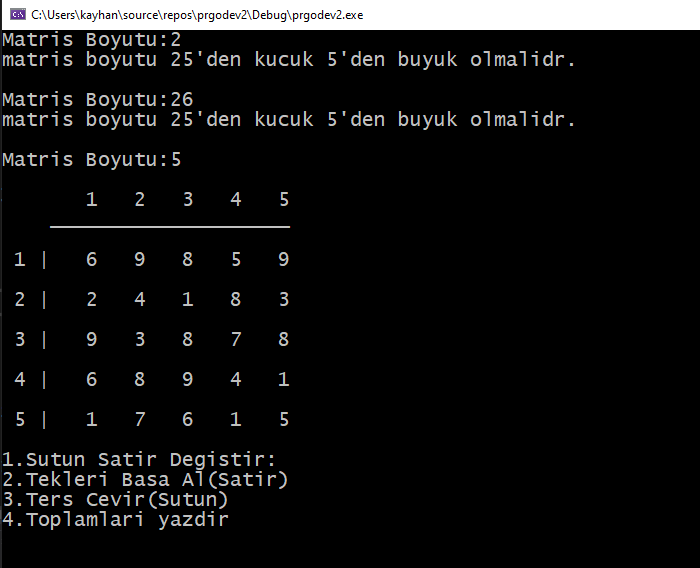 C:\Users\kayhan\source\repos\prgodev2\Debug\prgodev2.exe
Matris Boyutu:2
matris boyutu 25'den kucuk 5'den buyuk olmalidr.
Matris Boyutu:26
matris boyutu 25'den kucuk 5'den buyuk olmalidr.
Matris Boyutu:5
1 2 3 4 5
1 | 6 9 8 5 9
2 | 2 4 1 8 3
3 | 9 3 8 7 8
4 | 6 8 9 4 1
5 | 1 7 6 1 5
1.Sutun Satir Degistir:
2.Tekleri Basa Al(Satir)
3.Ters Cevir(Sutun)
4.Toplamlari yazdir